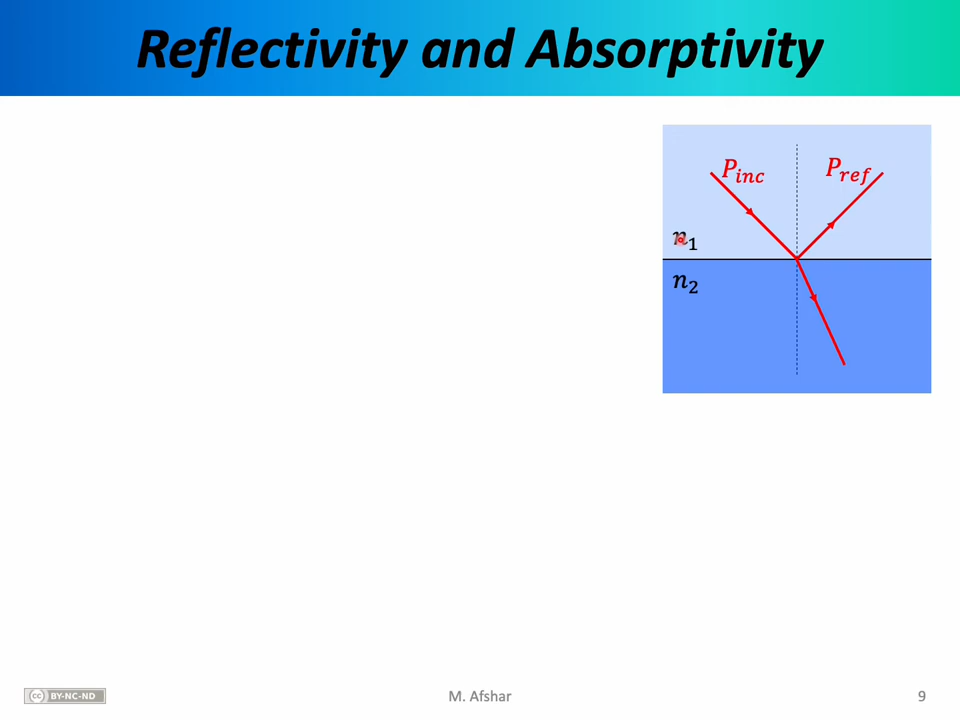 Reflectivity and Absorptivity
P_inc
P_ref
n_1
n_2
cc BY-NC-ND
M. Afshar
9